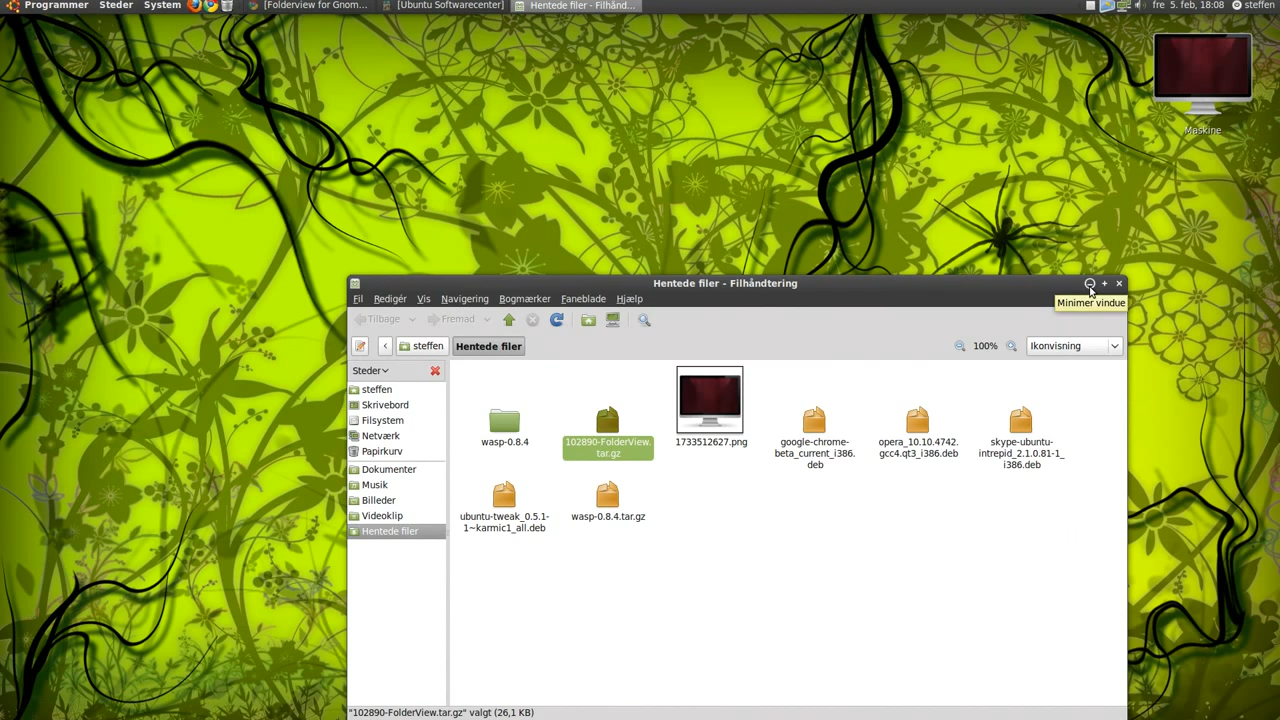 Programmer Steder System [Folderview for Gnom... [Ubuntu Softwarecenter] Hentede filer - Filhånd... fre 5. feb, 18:08 steffen
Maskine
Hentede filer - Filhåndtering
Fil Redigér Vis Navigering Bogmærker Faneblade Hjælp
Minimer vindue
Tilbage Fremad
steffen Hentede filer 100% Ikonvisning
Steder
steffen
Skrivebord
Filsystem
Netværk
Papirkurv
Dokumenter
Musik
Billeder
Videoklip
Hentede filer
wasp-0.8.4
102890-FolderView.
tar.gz
1733512627.png
google-chrome-
beta_current_i386.
deb
opera_10.10.4742.
gcc4.qt3_i386.deb
skype-ubuntu-
intrepid_2.1.0.81-1_
i386.deb
ubuntu-tweak_0.5.1-
1~karmic1_all.deb
wasp-0.8.4.tar.gz
"102890-FolderView.tar.gz" valgt (26,1 KB)